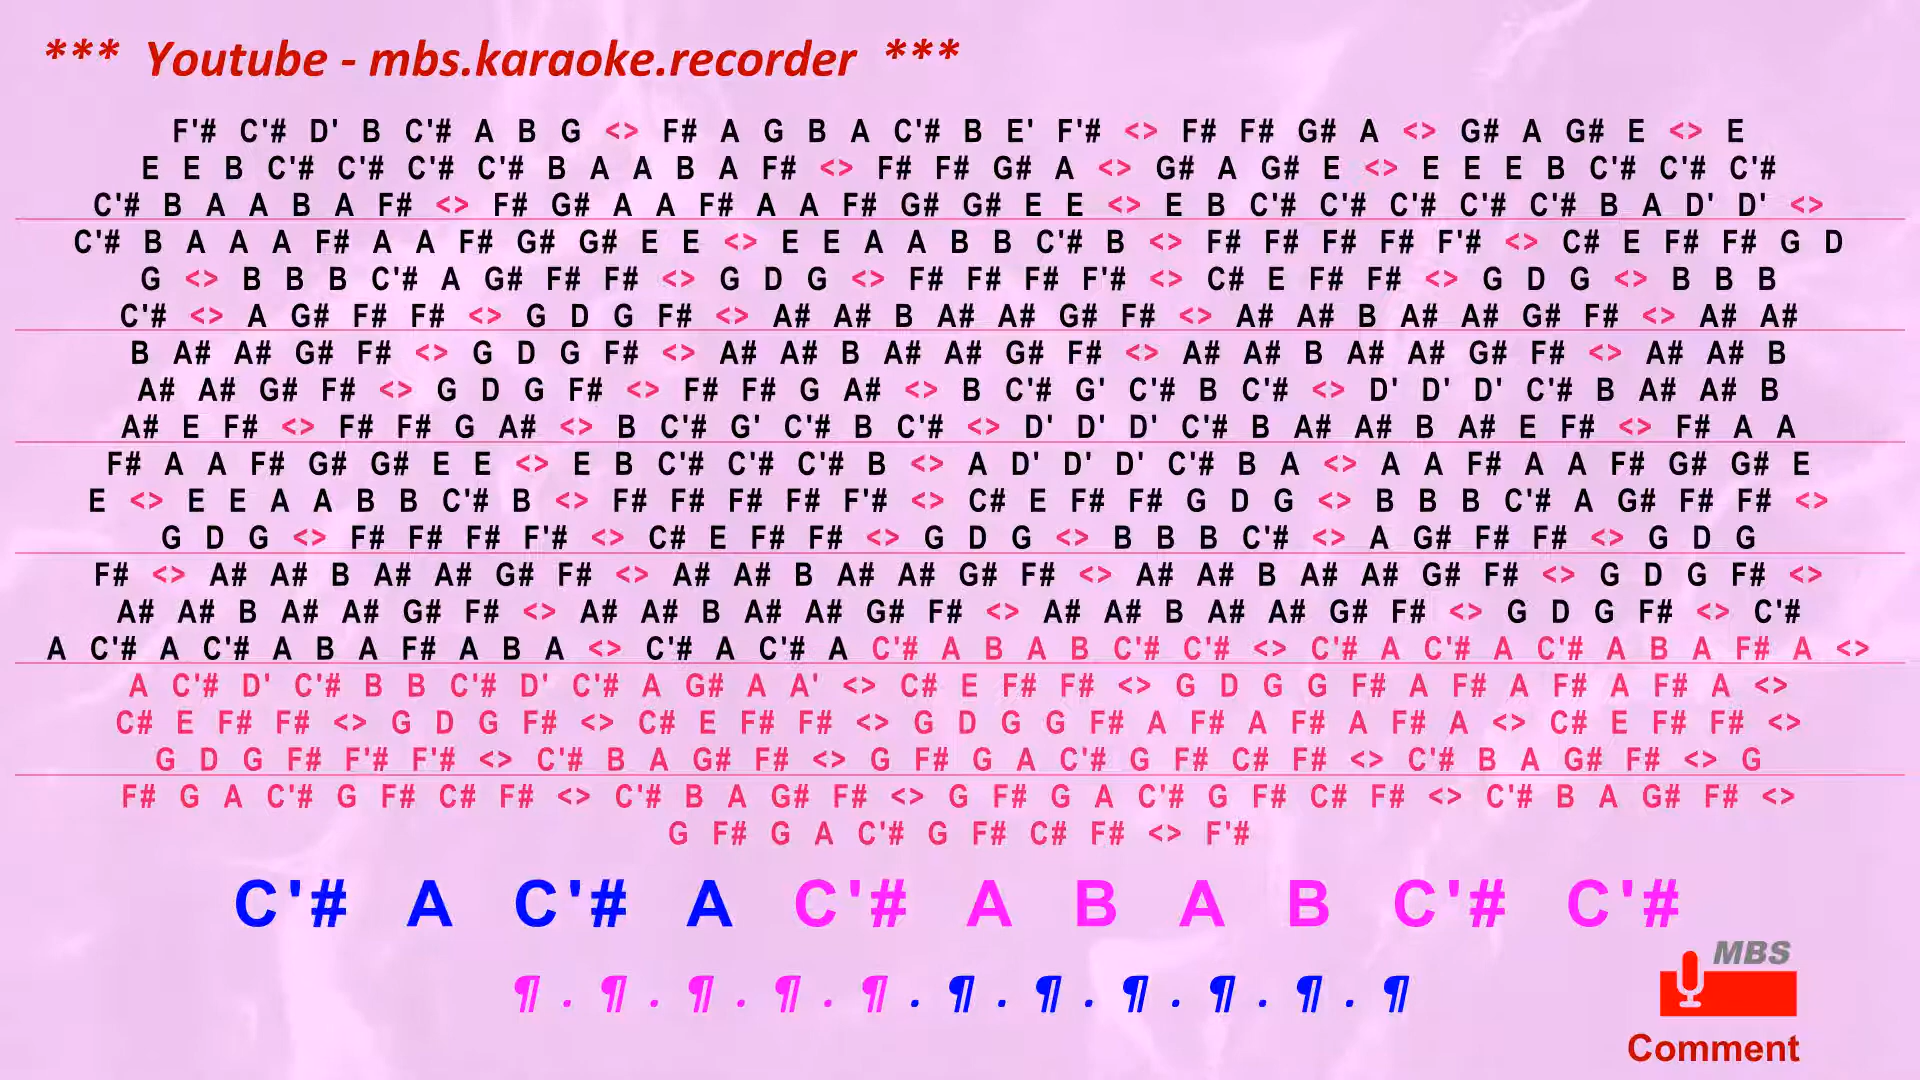 *** Youtube - mbs.karaoke.recorder ***
F'# C'# D' B C'# A B G <> F# A G B A C'# B E' F'# <> F# F# G# A <> G# A G# E <> E
E E B C'# C'# C'# C'# B A A B A F# <> F# F# G# A <> G# A G# E <> E E E B C'# C'# C'#
C'# B A A B A F# <> F# G# A A F# A A F# G# G# E E <> E B C'# C'# C'# C'# C'# B A D' D' <>
C'# B A A A F# A A F# G# G# E E <> E E A A B B C'# B <> F# F# F# F# F'# <> C# E F# F# G D
G <> B B B C'# A G# F# F# <> G D G <> F# F# F# F'# <> C# E F# F# <> G D G <> B B B
C'# <> A G# F# F# <> G D G F# <> A# A# B A# A# G# F# <> A# A# B A# A# G# F# <> A# A#
B A# A# G# F# <> G D G F# <> A# A# B A# A# G# F# <> A# A# B A# A# G# F# <> A# A# B
A# A# G# F# <> G D G F# <> F# F# G A# <> B C'# G' C'# B C'# <> D' D' D' C'# B A# A# B
A# E F# <> F# F# G A# <> B C'# G' C'# B C'# <> D' D' D' C'# B A# A# B A# E F# <> F# A A
F# A A F# G# G# E E <> E B C'# C'# C'# B <> A D' D' D' C'# B A <> A A F# A A F# G# G# E
E <> E E A A B B C'# B <> F# F# F# F# F'# <> C# E F# F# G D G <> B B B C'# A G# F# F# <>
G D G <> F# F# F# F'# <> C# E F# F# <> G D G <> B B B C'# <> A G# F# F# <> G D G
F# <> A# A# B A# A# G# F# <> A# A# B A# A# G# F# <> A# A# B A# A# G# F# <> G D G F# <>
A# A# B A# A# G# F# <> A# A# B A# A# G# F# <> A# A# B A# A# G# F# <> G D G F# <> C'#
A C'# A C'# A B A F# A B A <> C'# A C'# A C'# A B A B C'# C'# <> C'# A C'# A C'# A B A F# A <>
A C'# D' C'# B B C'# D' C'# A G# A A' <> C# E F# F# <> G D G G F# A F# A F# A F# A <>
C# E F# F# <> G D G F# <> C# E F# F# <> G D G G F# A F# A F# A F# A <> C# E F# F# <>
G D G F# F'# F'# <> C'# B A G# F# <> G F# G A C'# G F# C# F# <> C'# B A G# F# <> G
F# G A C'# G F# C# F# <> C'# B A G# F# <> G F# G A C'# G F# C# F# <> C'# B A G# F# <>
G F# G A C'# G F# C# F# <> F'#
C'# A C'# A C'# A B A B C'# C'#
¶ . ¶ . ¶ . ¶ . ¶ . ¶ . ¶ . ¶ . ¶ . ¶ . ¶
MBS
Comment